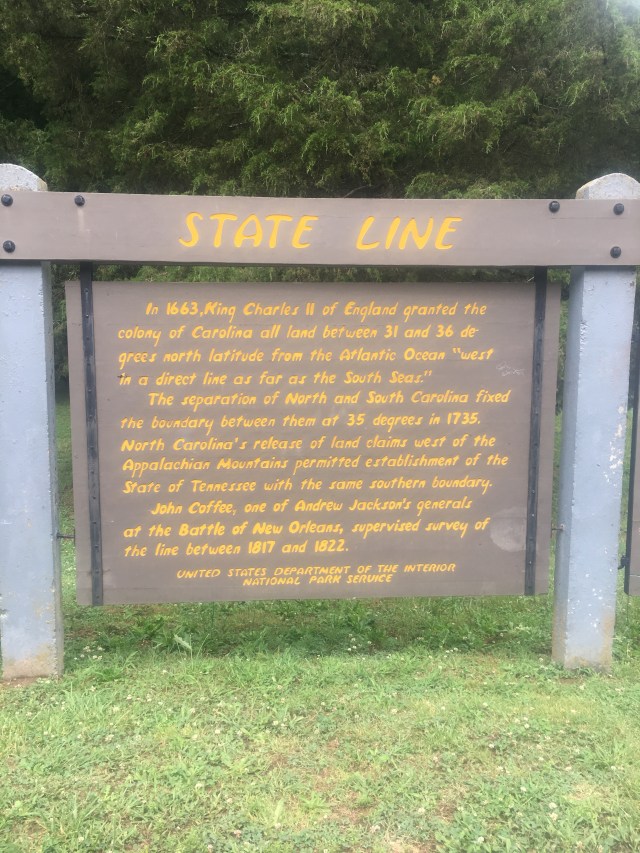 STATE LINE
In 1663, King Charles II of England granted the
colony of Carolina all land between 31 and 36 de-
grees north latitude from the Atlantic Ocean "west
in a direct line as far as the South Seas."
The separation of North and South Carolina fixed
the boundary between them at 35 degrees in 1735.
North Carolina's release of land claims west of the
Appalachian Mountains permitted establishment of the
State of Tennessee with the same southern boundary.
John Coffee, one of Andrew Jackson's generals
at the Battle of New Orleans, supervised survey of
the line between 1817 and 1822.
UNITED STATES DEPARTMENT OF THE INTERIOR
NATIONAL PARK SERVICE